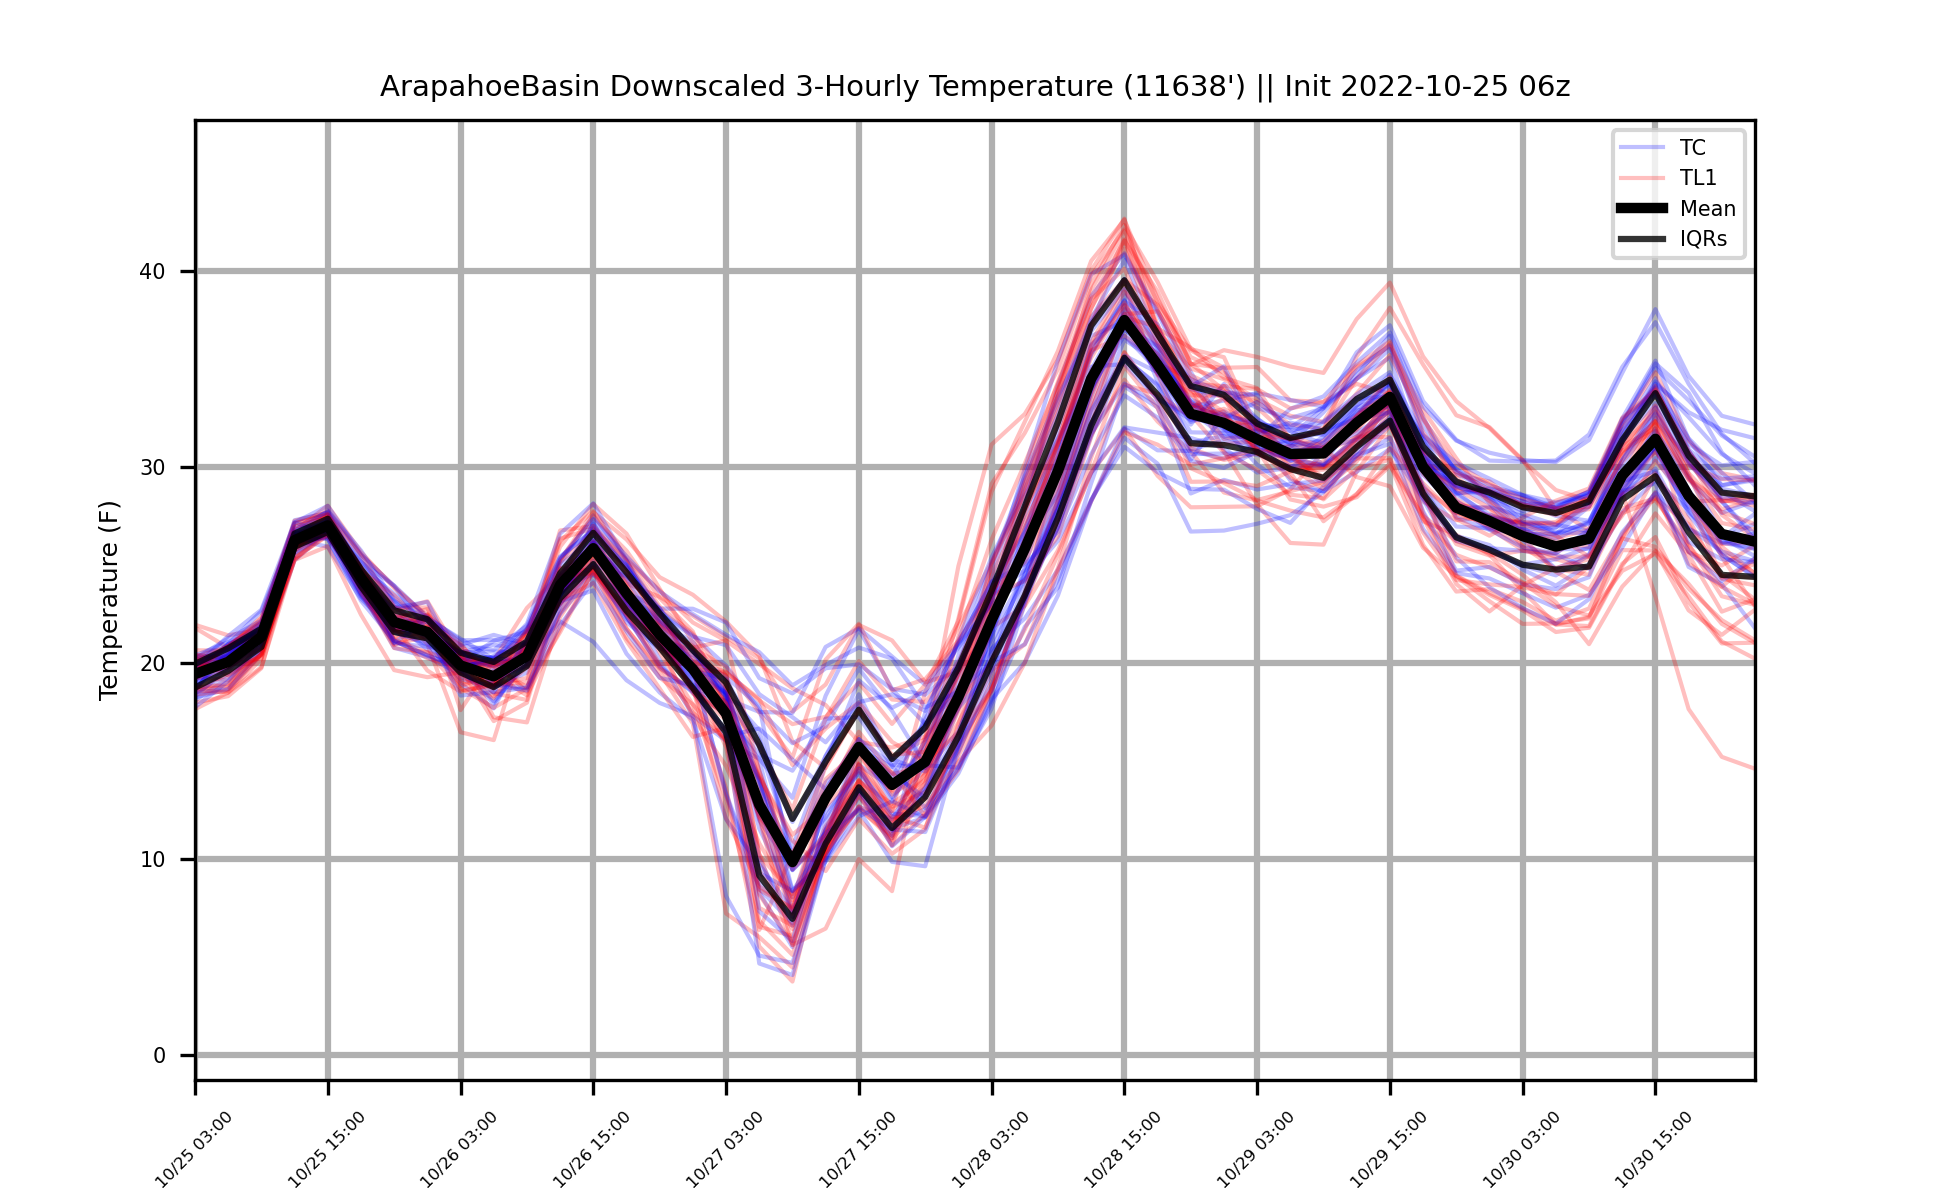 ArapahoeBasin Downscaled 3-Hourly Temperature (11638') || Init 2022-10-25 06z
TC
TL1
Mean
IQRs
Temperature (F)
40
30
20
10
0
10/25 03:00
10/25 15:00
10/26 03:00
10/26 15:00
10/27 03:00
10/27 15:00
10/28 03:00
10/28 15:00
10/29 03:00
10/29 15:00
10/30 03:00
10/30 15:00